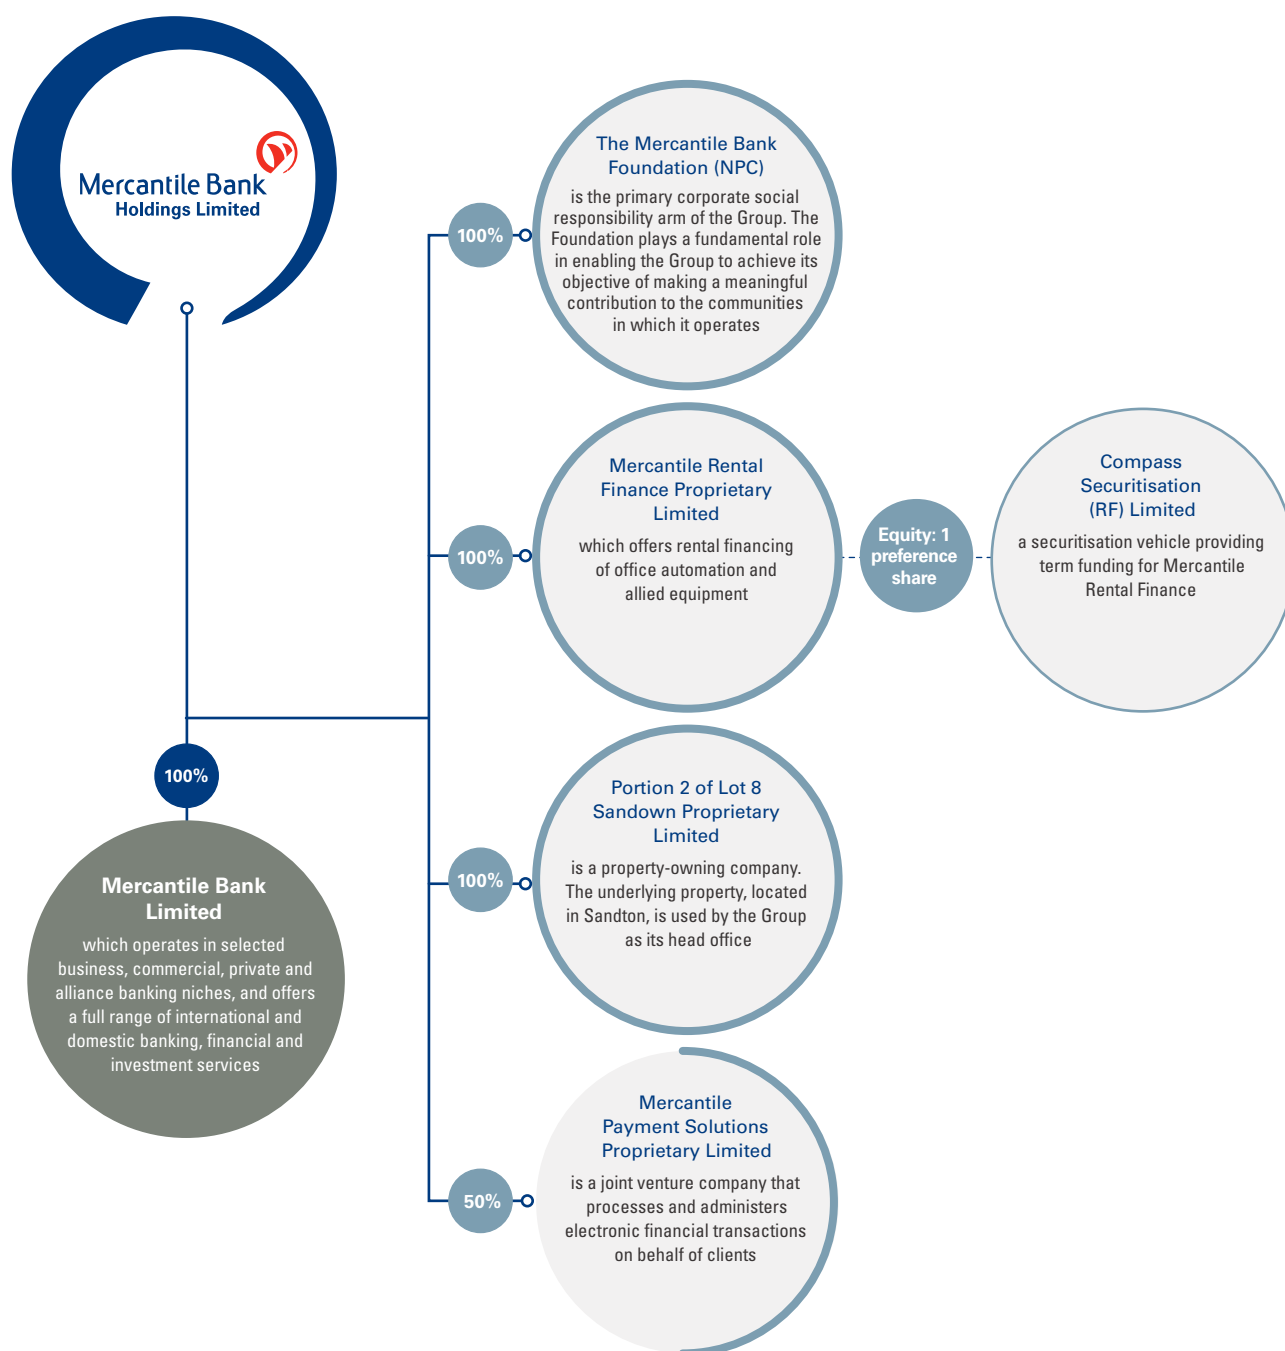 Mercantile Bank
Holdings Limited
100%
The Mercantile Bank
Foundation (NPC)
is the primary corporate social
responsibility arm of the Group. The
Foundation plays a fundamental role
in enabling the Group to achieve its
objective of making a meaningful
contribution to the communities
in which it operates
100%
Mercantile Rental
Finance Proprietary
Limited
which offers rental financing
of office automation and
allied equipment
Equity: 1
preference
share
Compass
Securitisation
(RF) Limited
a securitisation vehicle providing
term funding for Mercantile
Rental Finance
100%
Mercantile Bank
Limited
which operates in selected
business, commercial, private and
alliance banking niches, and offers
a full range of international and
domestic banking, financial and
investment services
100%
Portion 2 of Lot 8
Sandown Proprietary
Limited
is a property-owning company.
The underlying property, located
in Sandton, is used by the Group
as its head office
50%
Mercantile
Payment Solutions
Proprietary Limited
is a joint venture company that
processes and administers
electronic financial transactions
on behalf of clients